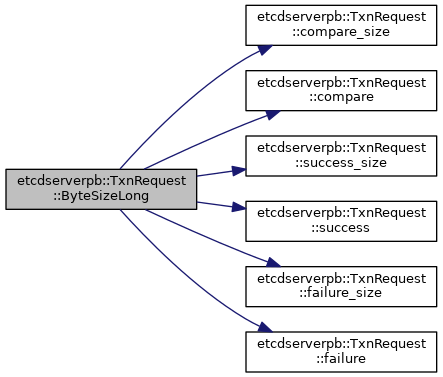 etcdserverpb::TxnRequest
::compare_size
etcdserverpb::TxnRequest
::compare
etcdserverpb::TxnRequest
::success_size
etcdserverpb::TxnRequest
::ByteSizeLong
etcdserverpb::TxnRequest
::success
etcdserverpb::TxnRequest
::failure_size
etcdserverpb::TxnRequest
::failure